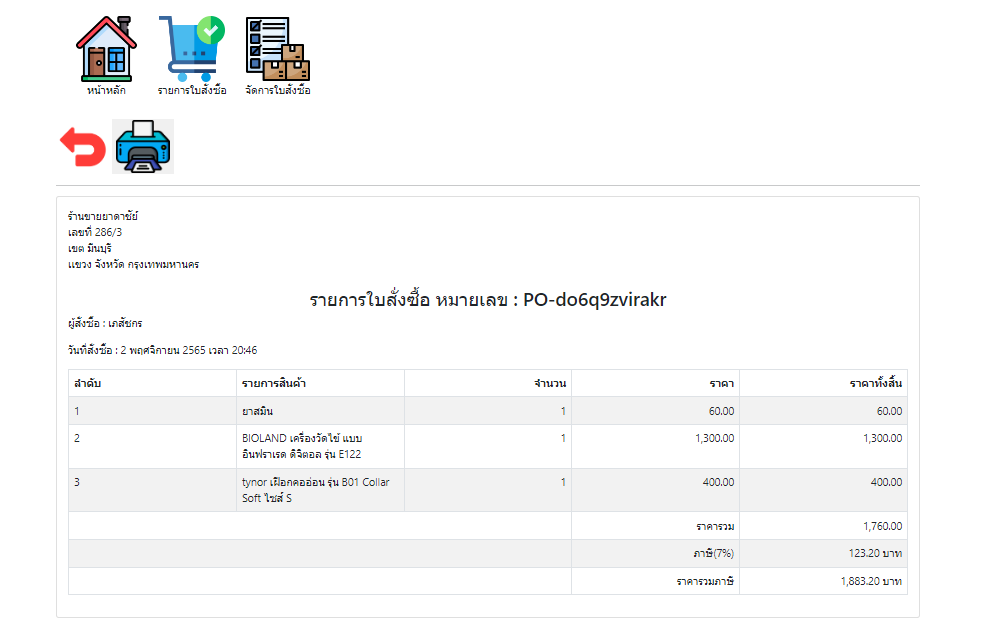 หน้าหลัก รายการใบสั่งซื้อ จัดการใบสั่งซื้อ
ร้านขายยาดาชัย์
เลขที่ 286/3
เขต มีนบุรี
แขวง จังหวัด กรุงเทพมหานคร
รายการใบสั่งซื้อ หมายเลข : PO-do6q9zvirakr
ผู้สั่งซื้อ : เภสัชกร
วันที่สั่งซื้อ : 2 พฤศจิกายน 2565 เวลา 20:46
ลำดับ รายการสินค้า จำนวน ราคา ราคาทั้งสิ้น
1 ยาสมิน 1 60.00 60.00
2 BIOLAND เครื่องวัดไข้ แบบ 1 1,300.00 1,300.00
อินฟราเรด ดิจิตอล รุ่น E122
3 tynor เฝือกคออ่อน รุ่น B01 Collar 1 400.00 400.00
Soft ไซส์ S
ราคารวม 1,760.00
ภาษี(7%) 123.20 บาท
ราคารวมภาษี 1,883.20 บาท